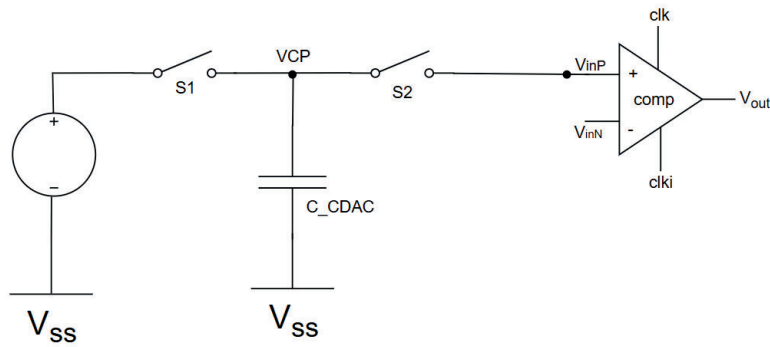 clk
VCP
S1
S2
VinP
+
comp
Vout
VinN
-
clki
+
−
C_CDAC
Vss
Vss